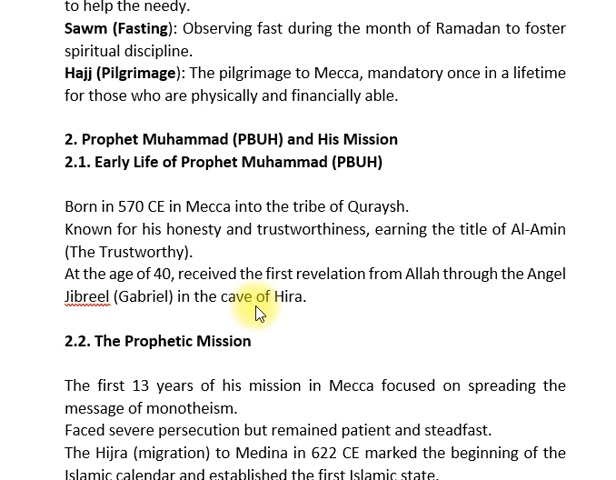 to help the needy.
Sawm (Fasting): Observing fast during the month of Ramadan to foster
spiritual discipline.
Hajj (Pilgrimage): The pilgrimage to Mecca, mandatory once in a lifetime
for those who are physically and financially able.
2. Prophet Muhammad (PBUH) and His Mission
2.1. Early Life of Prophet Muhammad (PBUH)
Born in 570 CE in Mecca into the tribe of Quraysh.
Known for his honesty and trustworthiness, earning the title of Al-Amin
(The Trustworthy).
At the age of 40, received the first revelation from Allah through the Angel
Jibreel (Gabriel) in the cave of Hira.
2.2. The Prophetic Mission
The first 13 years of his mission in Mecca focused on spreading the
message of monotheism.
Faced severe persecution but remained patient and steadfast.
The Hijra (migration) to Medina in 622 CE marked the beginning of the
Islamic calendar and established the first Islamic state.